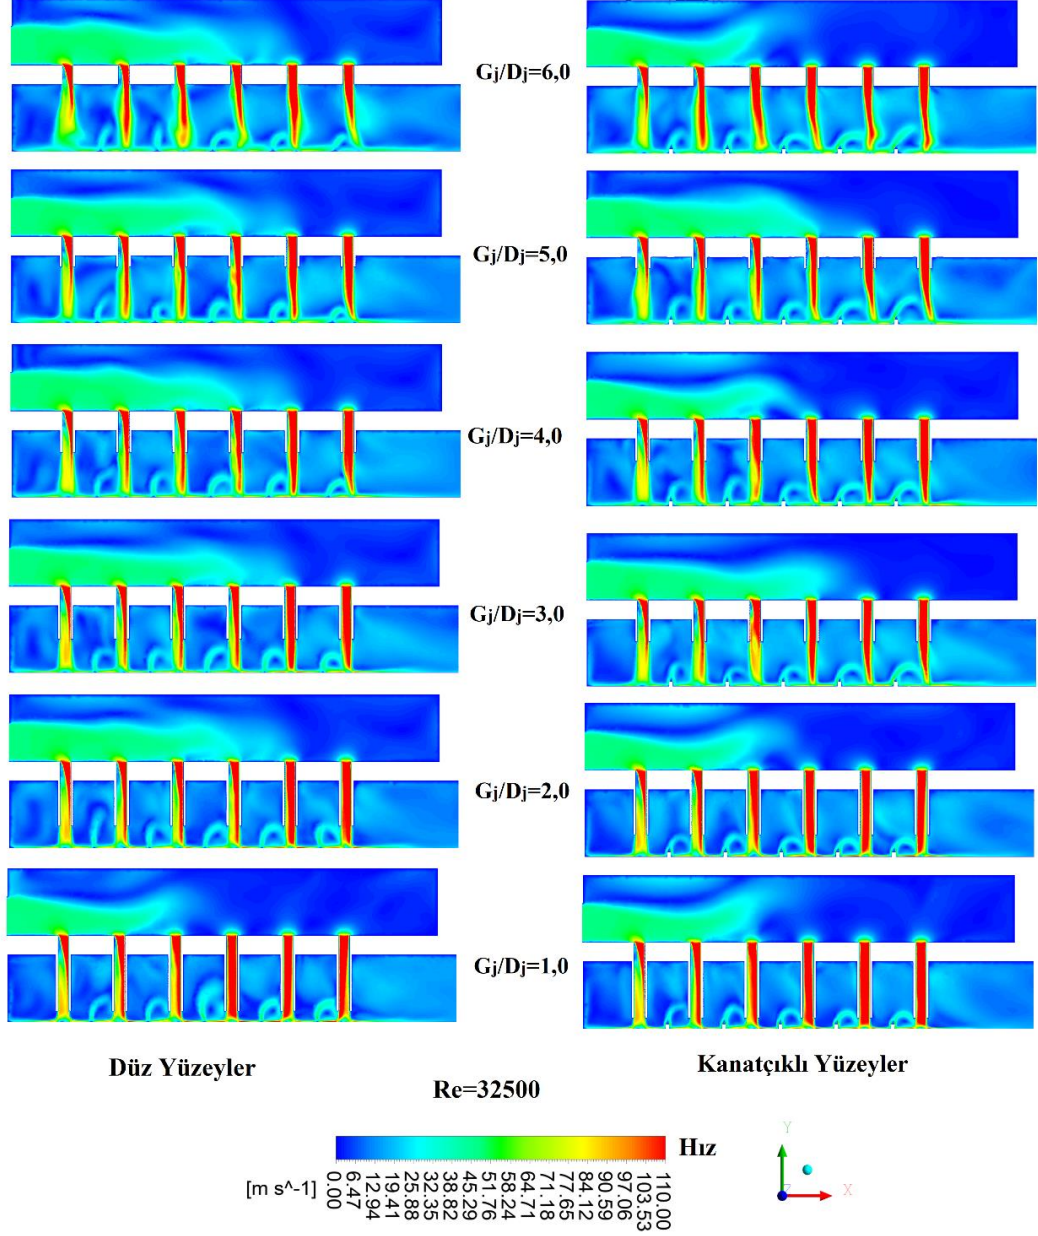 Gj/Dj=6,0
Gj/Dj=5,0
Gj/Dj=4,0
Gj/Dj=3,0
Gj/Dj=2,0
Gj/Dj=1,0
Düz Yüzeyler
Kanatçıklı Yüzeyler
Re=32500
Hız
[m s^-1]
0.00
6.47
12.94
19.41
25.88
32.35
38.82
45.29
51.76
58.24
64.71
71.18
77.65
84.12
90.59
97.06
103.53
110.00
Y
Z
X